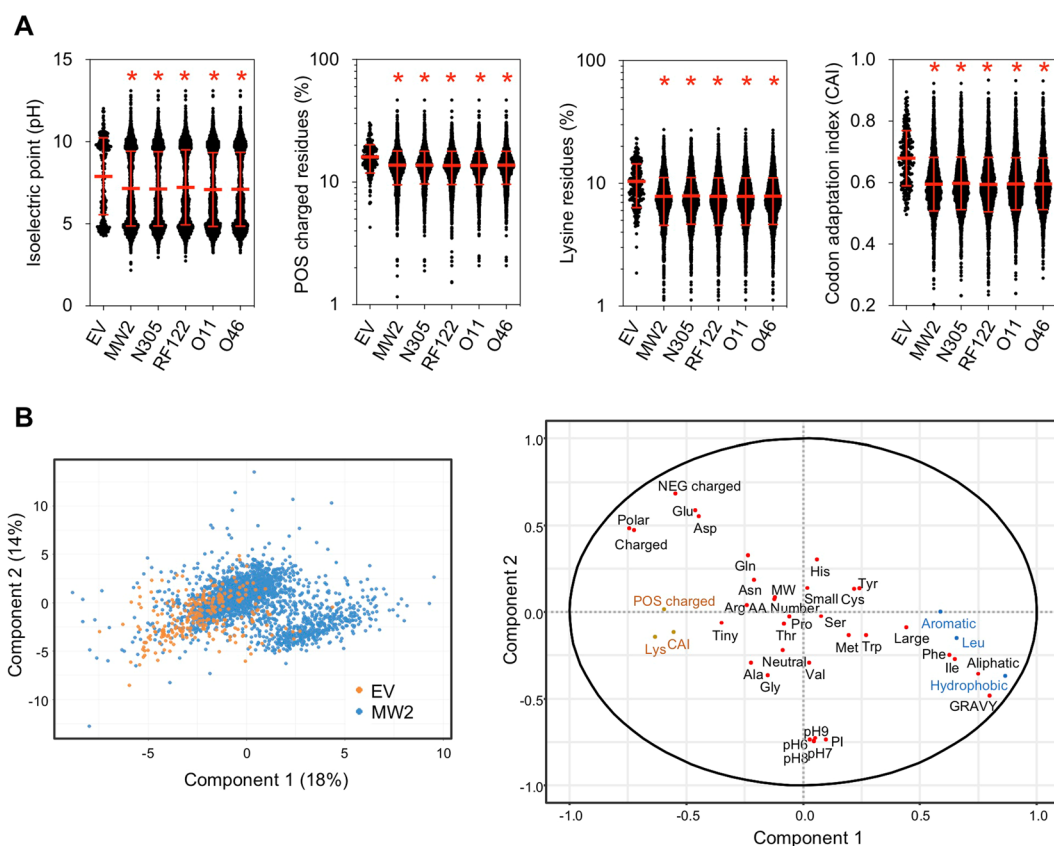 A
Isoelectric point (pH)
15
10
5
0
* * * * *
EV
MW2
N305
RF122
O11
O46
POS charged residues (%)
100
10
1
* * * * *
EV
MW2
N305
RF122
O11
O46
Lysine residues (%)
100
10
1
* * * * *
EV
MW2
N305
RF122
O11
O46
Codon adaptation index (CAI)
1.0
0.8
0.6
0.4
0.2
* * * * *
EV
MW2
N305
RF122
O11
O46
B
Component 2 (14%)
10
5
0
-5
-10
EV
MW2
-5
0
5
10
Component 1 (18%)
Component 2
1.0
0.5
0.0
-0.5
-1.0
NEG charged
Glu
Polar
Asp
Charged
Gln
His
Asn
MW
Tyr
POS charged
Arg
AA Number
Small
Cys
Pro
Ser
Aromatic
Lys
CAI
Tiny
Thr
Met
Trp
Large
Leu
Phe
Ala
Neutral
Val
Ile
Aliphatic
Gly
Hydrophobic
GRAVY
pH9
pH6
PI
pH8
pH7
-1.0
-0.5
0.0
0.5
1.0
Component 1